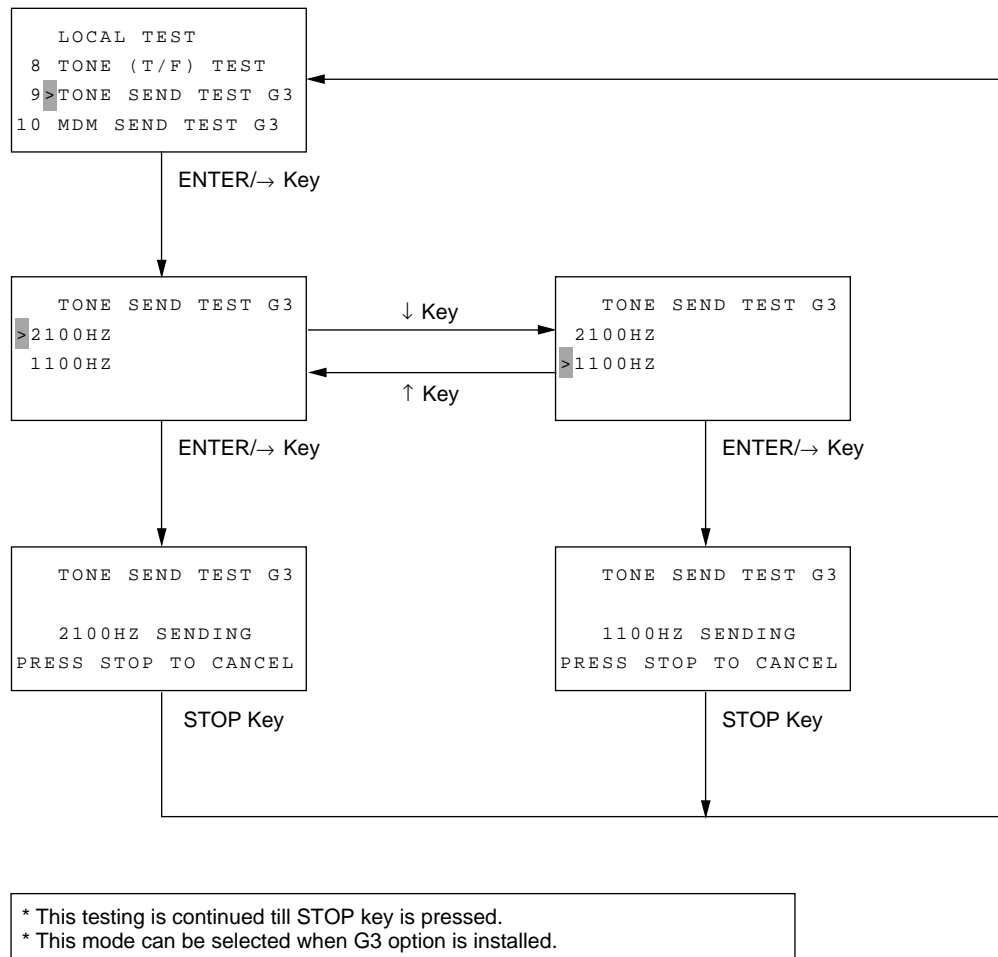 LOCAL TEST
8 TONE (T/F) TEST
9>TONE SEND TEST G3
10 MDM SEND TEST G3
ENTER/→ Key
TONE SEND TEST G3
>2100HZ
1100HZ
↓ Key
↑ Key
TONE SEND TEST G3
2100HZ
>1100HZ
ENTER/→ Key
ENTER/→ Key
TONE SEND TEST G3
2100HZ SENDING
PRESS STOP TO CANCEL
TONE SEND TEST G3
1100HZ SENDING
PRESS STOP TO CANCEL
STOP Key
STOP Key
* This testing is continued till STOP key is pressed.
* This mode can be selected when G3 option is installed.